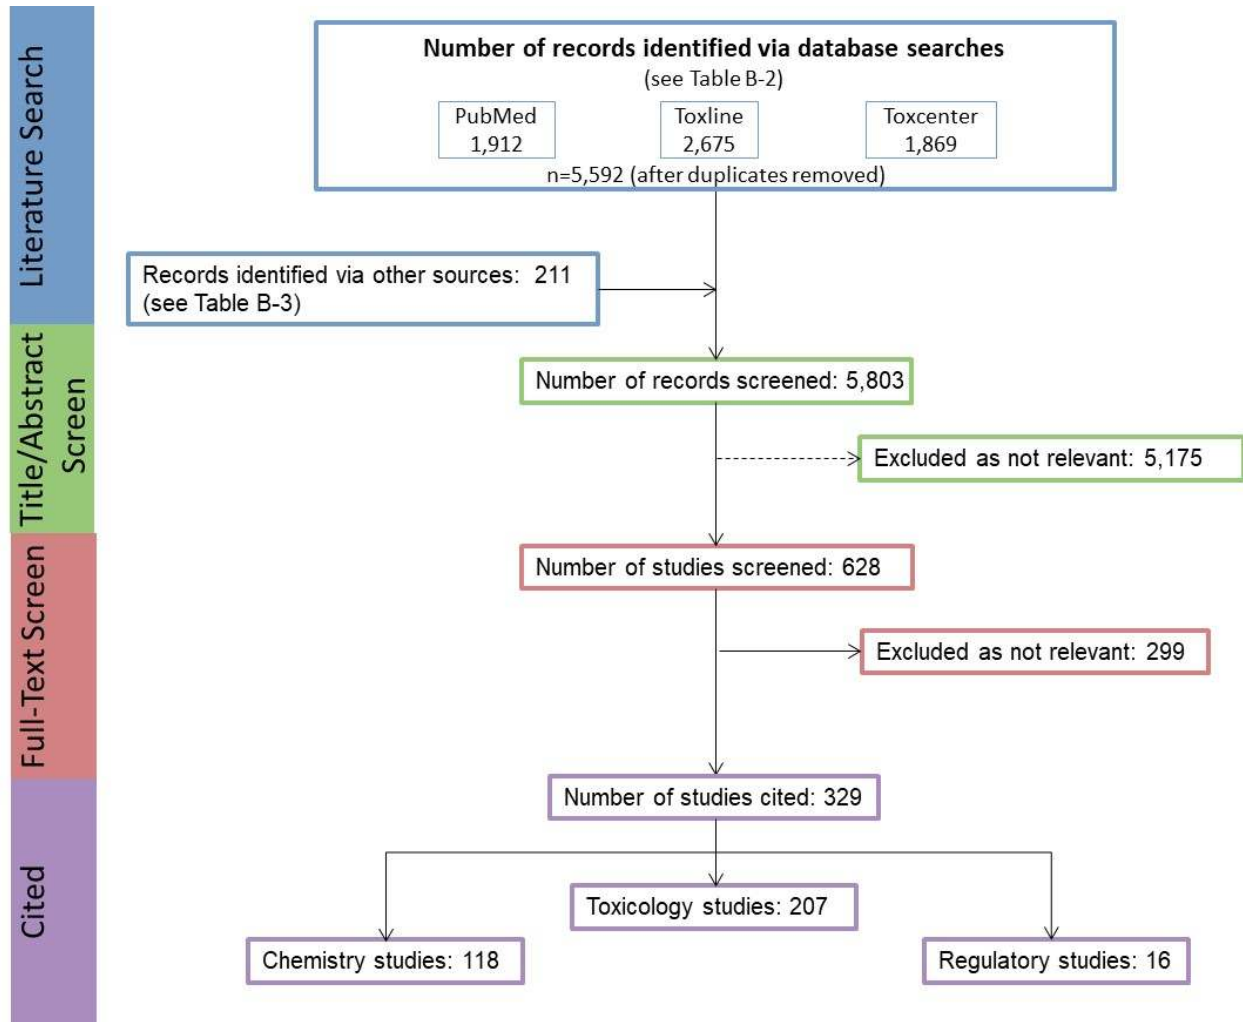 Literature Search
Number of records identified via database searches
(see Table B-2)
PubMed
1,912
Toxline
2,675
Toxcenter
1,869
n=5,592 (after duplicates removed)
Records identified via other sources: 211
(see Table B-3)
Title/Abstract
Screen
Number of records screened: 5,803
Excluded as not relevant: 5,175
Full-Text Screen
Number of studies screened: 628
Excluded as not relevant: 299
Cited
Number of studies cited: 329
Toxicology studies: 207
Chemistry studies: 118
Regulatory studies: 16